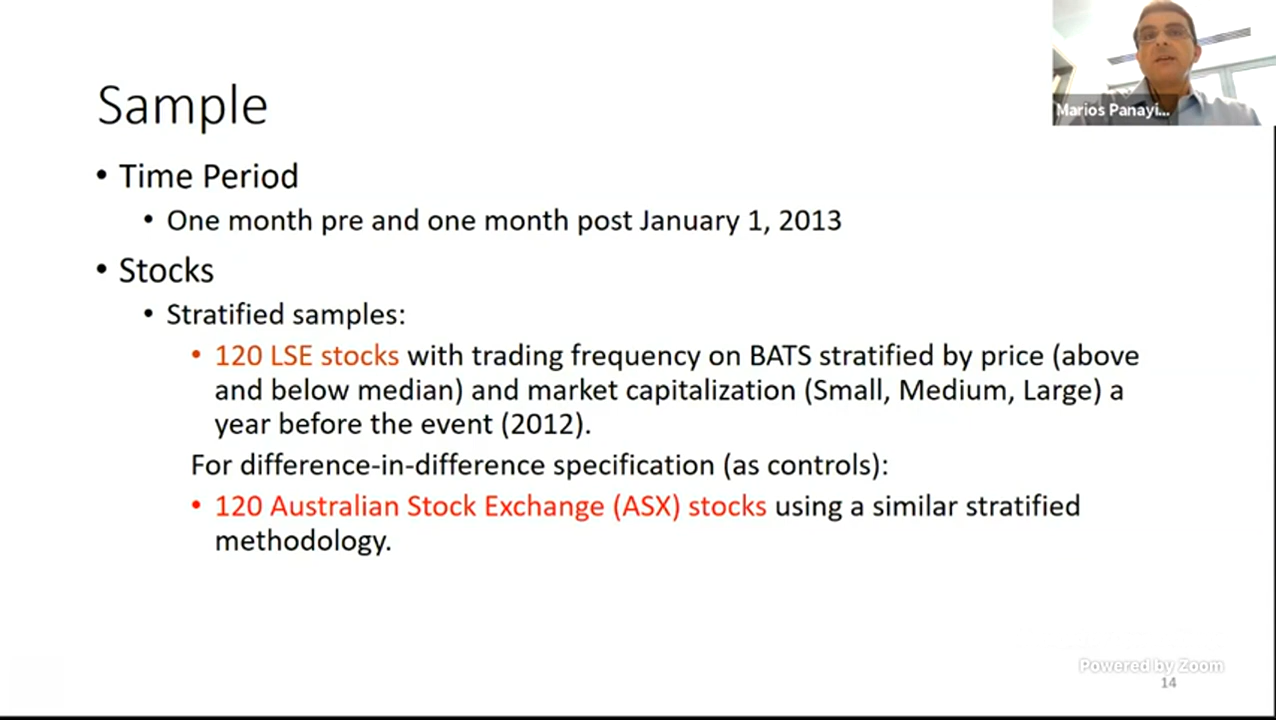 Marios Panayi...
Sample
• Time Period
• One month pre and one month post January 1, 2013
• Stocks
• Stratified samples:
• 120 LSE stocks with trading frequency on BATS stratified by price (above
and below median) and market capitalization (Small, Medium, Large) a
year before the event (2012).
For difference-in-difference specification (as controls):
• 120 Australian Stock Exchange (ASX) stocks using a similar stratified
methodology.
Powered by Zoom
14